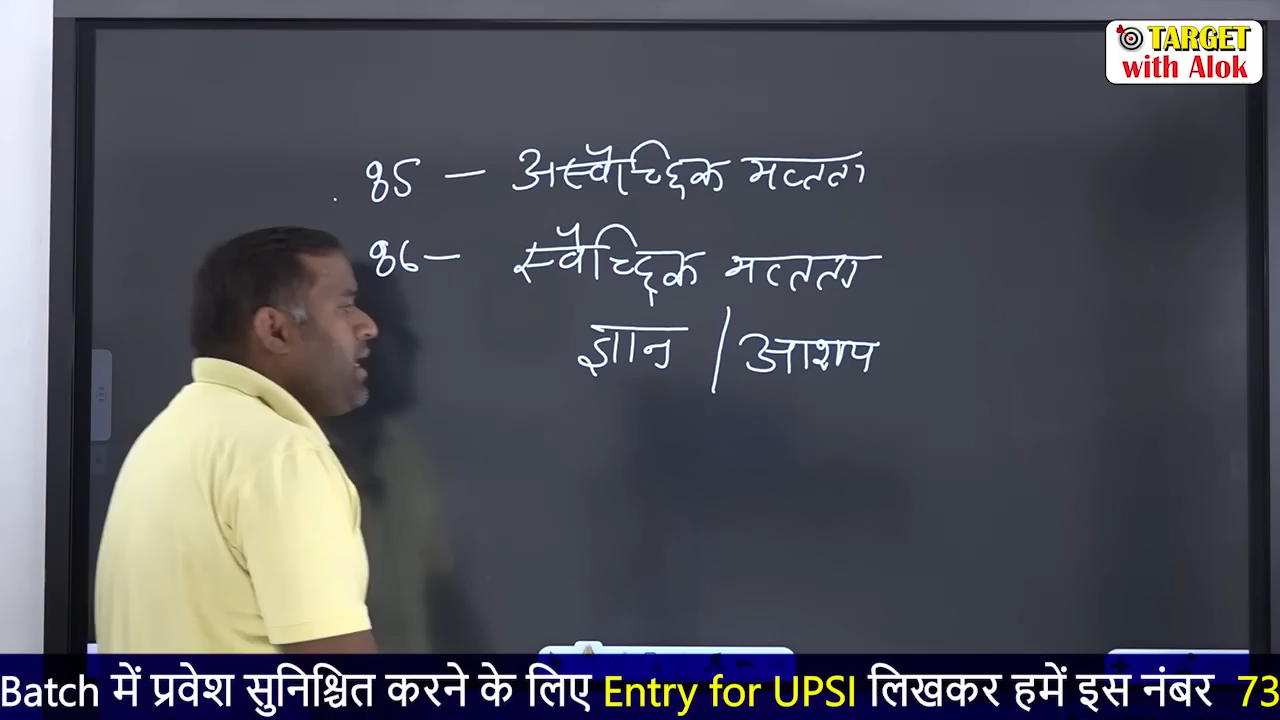 TARGET
with Alok
85 - अस्वैच्छिक मत्तता
86 - स्वैच्छिक मत्तता
ज्ञान / आशय
Batch में प्रवेश सुनिश्चित करने के लिए Entry for UPSI लिखकर हमें इस नंबर 73